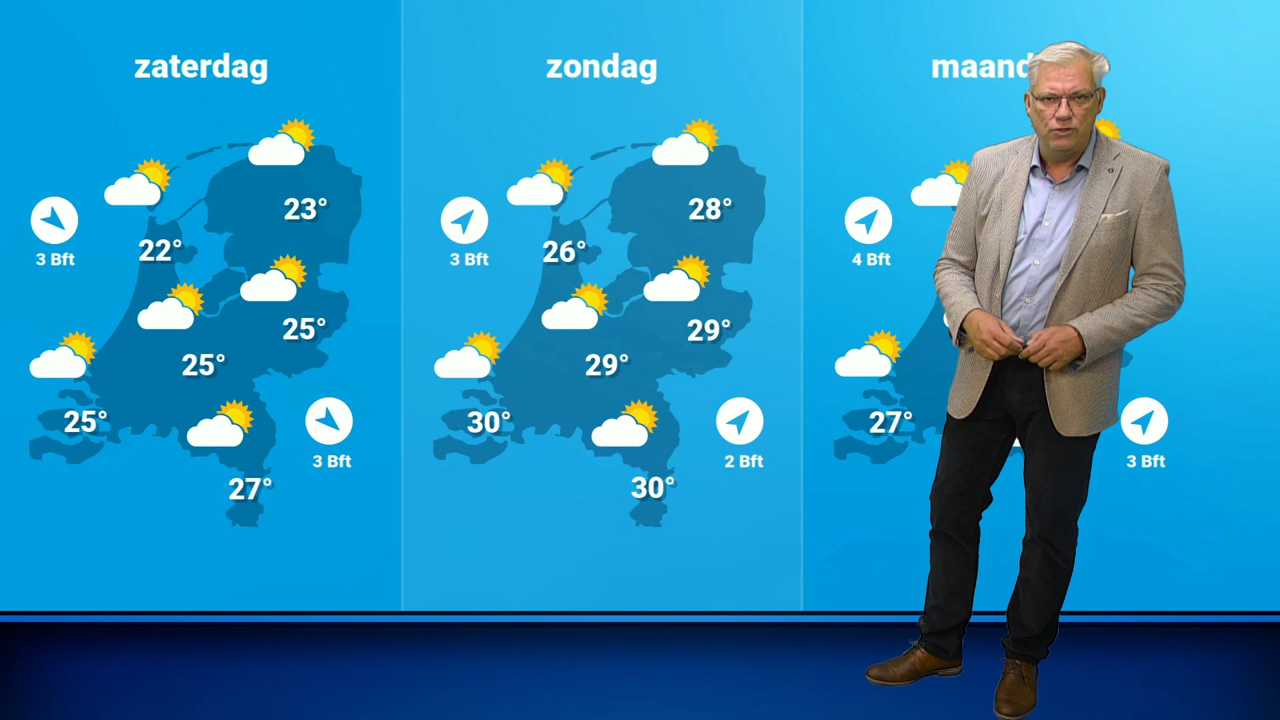 zaterdag
23°
22°
3 Bft
25°
25°
25°
3 Bft
27°
zondag
28°
26°
3 Bft
29°
29°
30°
2 Bft
30°
maand
4 Bft
27°
3 Bft